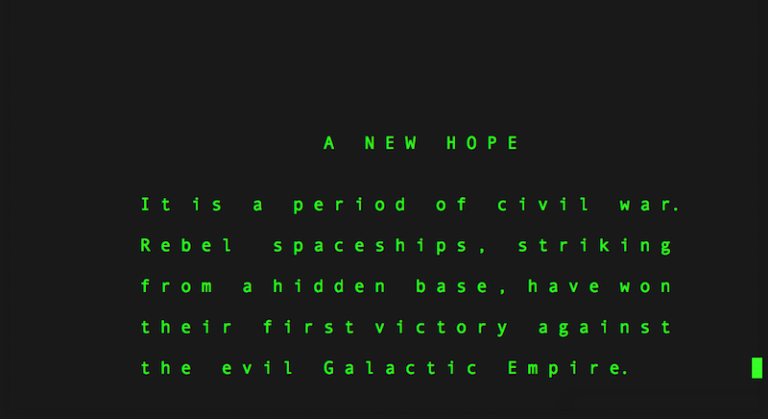 A NEW HOPE
It is a period of civil war.
Rebel spaceships, striking
from a hidden base, have won
their first victory against
the evil Galactic Empire.